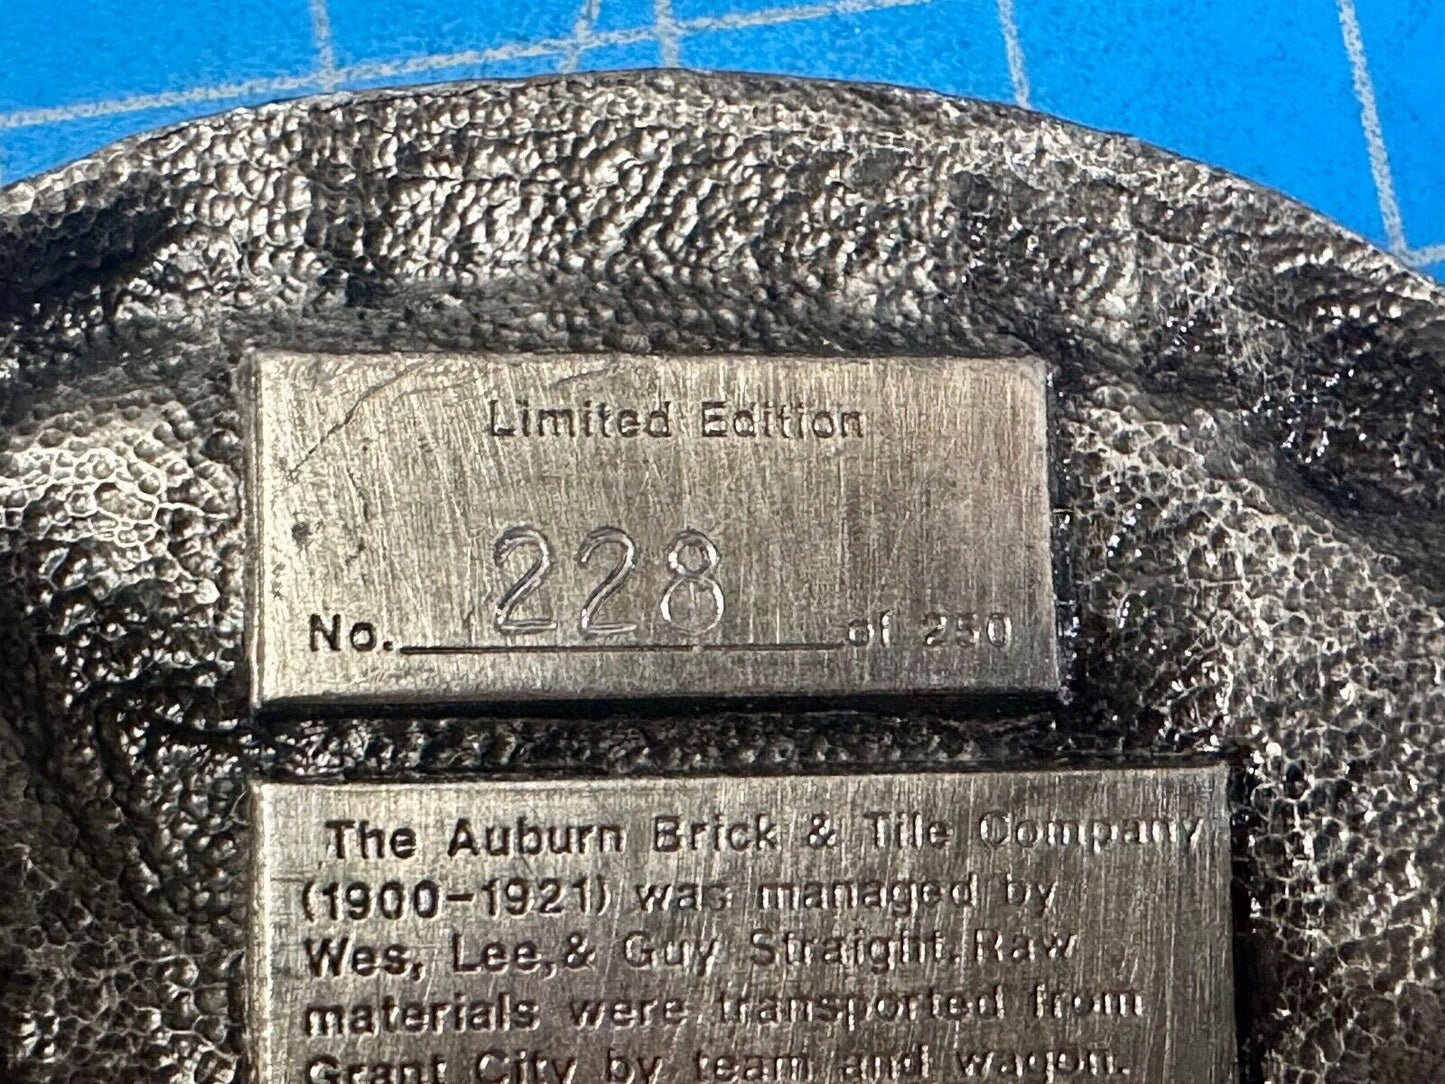 Limited Edition
No. 228 of 250
The Auburn Brick & Tile Company
(1900-1921) was managed by
Wes, Lee,& Guy Straight. Raw
materials were transported from
Grant City by team and wagon.